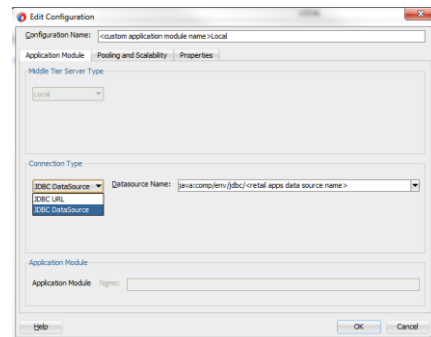 Edit Configuration
Configuration Name: <custom application module name>Local
Application Module Pooling and Scalability Properties
Middle Tier Server Type
Local
Connection Type
JDBC DataSource Datasource Name: java:comp/env/jdbc/<retail apps data source name>
JDBC URL
JDBC DataSource
Application Module
Application Module Name:
Help OK Cancel